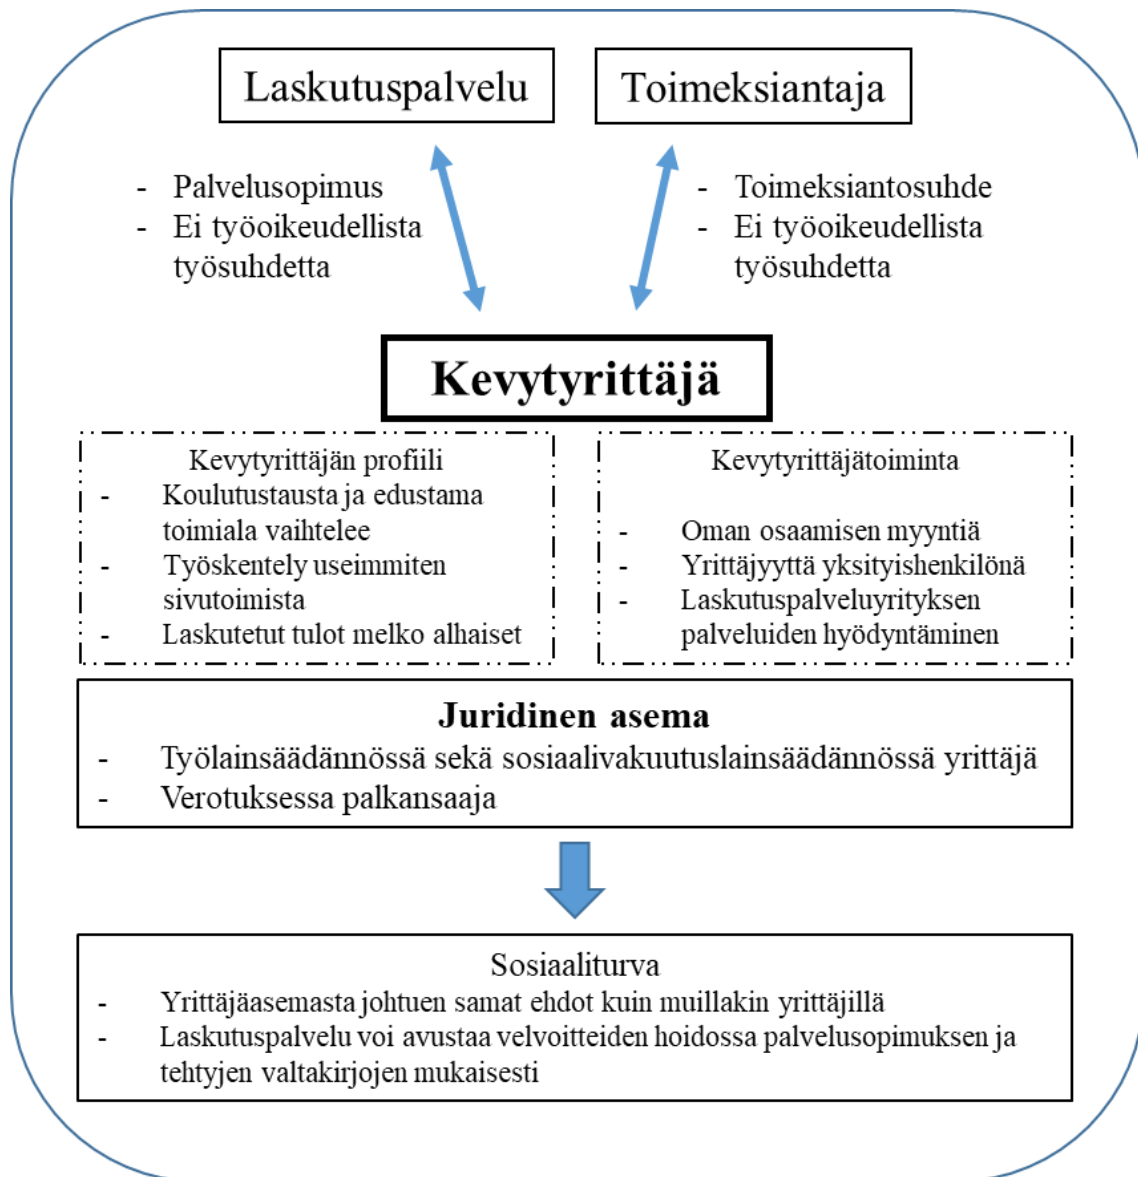 Laskutuspalvelu
Toimeksiantaja
- Palvelusopimus
- Ei työoikeudellista
työsuhdetta
- Toimeksiantosuhde
- Ei työoikeudellista
työsuhdetta
Kevytyrittäjä
Kevytyrittäjän profiili
- Koulutustausta ja edustama
toimiala vaihtelee
- Työskentely useimmiten
sivutoimista
- Laskutetut tulot melko alhaiset
Kevytyrittäjätoiminta
- Oman osaamisen myyntiä
- Yrittäjyyttä yksityishenkilönä
- Laskutuspalveluyrityksen
palveluiden hyödyntäminen
Juridinen asema
- Työlainsäädännössä sekä sosiaalivakuutuslainsäädännössä yrittäjä
- Verotuksessa palkansaaja
Sosiaaliturva
- Yrittäjäasemasta johtuen samat ehdot kuin muillakin yrittäjillä
- Laskutuspalvelu voi avustaa velvoitteiden hoidossa palvelusopimuksen ja
tehtyjen valtakirjojen mukaisesti